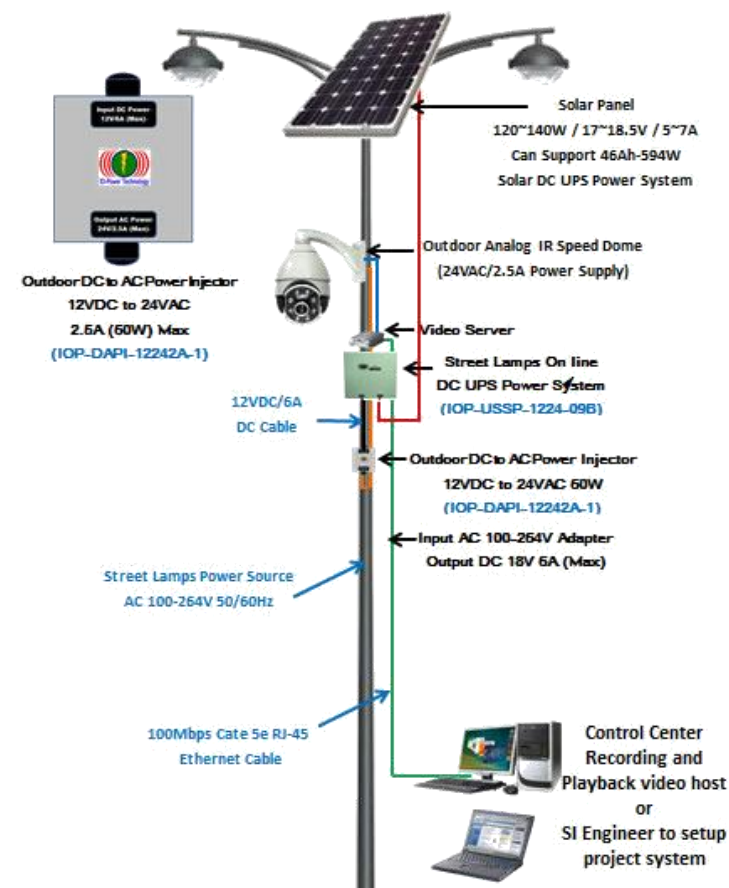 Solar Panel
120~140W / 17~18.5V / 5~7A
Can Support 46Ah-594W
Solar DC UPS Power System
Input DC Power
12V/6A (Max)
Output AC Power
24V/2.5A (Max)
Outdoor DC to AC Power Injector
12VDC to 24VAC
2.5A (60W) Max
(IOP-DAPI-12242A-1)
Outdoor Analog IR Speed Dome
(24VAC/2.5A Power Supply)
Video Server
Street Lamps On line
DC UPS Power System
(IOP-USSP-1224-09B)
12VDC/6A
DC Cable
Outdoor DC to AC Power Injector
12VDC to 24VAC 60W
(IOP-DAPI-12242A-1)
Input AC 100-264V Adapter
Output DC 18V 6A (Max)
Street Lamps Power Source
AC 100-264V 50/60Hz
100Mbps Cate 5e RJ-45
Ethernet Cable
Control Center
Recording and
Playback video host
or
SI Engineer to setup
project system